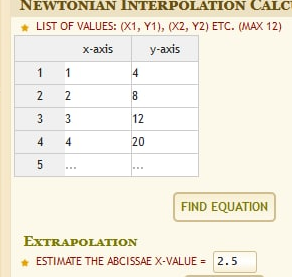 NEWTONIAN INTERPOLATION CALC
LIST OF VALUES: (X1, Y1), (X2, Y2) ETC. (MAX 12)
x-axis y-axis
1 1 4
2 2 8
3 3 12
4 4 20
5 ... ...
FIND EQUATION
EXTRAPOLATION
ESTIMATE THE ABCISSAE X-VALUE = 2.5